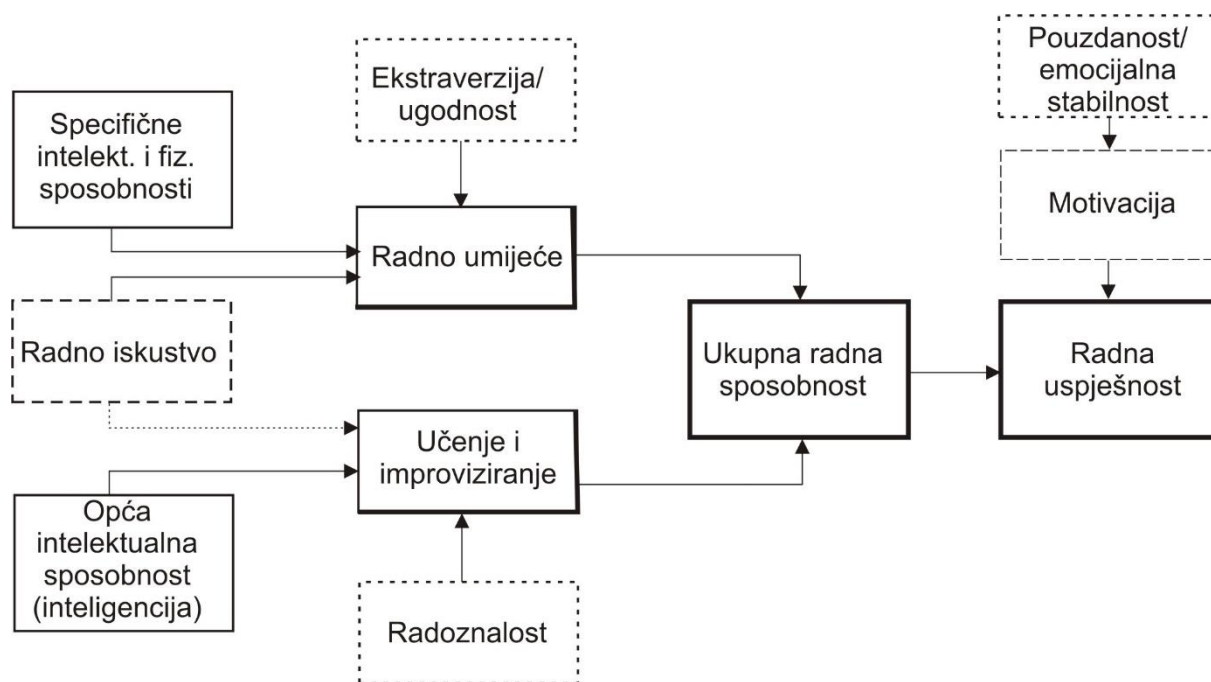 Specifične
intelekt. i fiz.
sposobnosti
Ekstraverzija/
ugodnost
Pouzdanost/
emocijalna
stabilnost
Motivacija
Radno umijeće
Radno iskustvo
Ukupna radna
sposobnost
Radna
uspješnost
Učenje i
improviziranje
Opća
intelektualna
sposobnost
(inteligencija)
Radoznalost